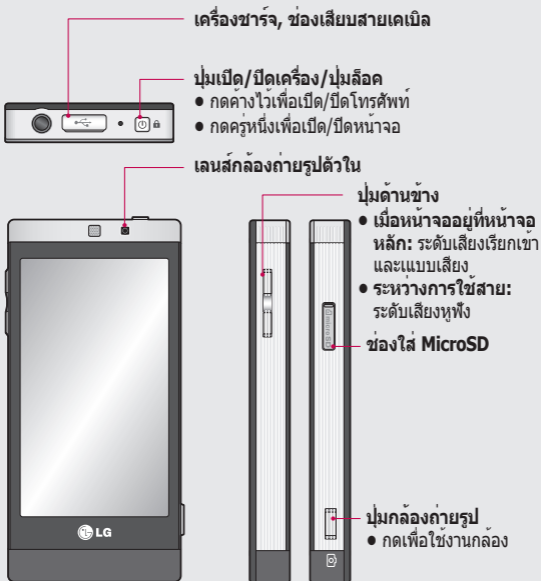 เครื่องชาร์จ, ช่องเสียบสายเคเบิล
ปุ่มเปิด/ปิดเครื่อง/ปุ่มล็อค
● กดค้างไว้เพื่อเปิด/ปิดโทรศัพท์
● กดครู่หนึ่งเพื่อเปิด/ปิดหน้าจอ
เลนส์กล้องถ่ายรูปตัวใน
ปุ่มด้านข้าง
● เมื่อหน้าจออยู่ที่หน้าจอ
หลัก: ระดับเสียงเรียกเข้า
และแบบเสียง
● ระหว่างการใช้สาย:
ระดับเสียงหูฟัง
ช่องใส่ MicroSD
micro SD
ปุ่มกล้องถ่ายรูป
● กดเพื่อใช้งานกล้อง
LG